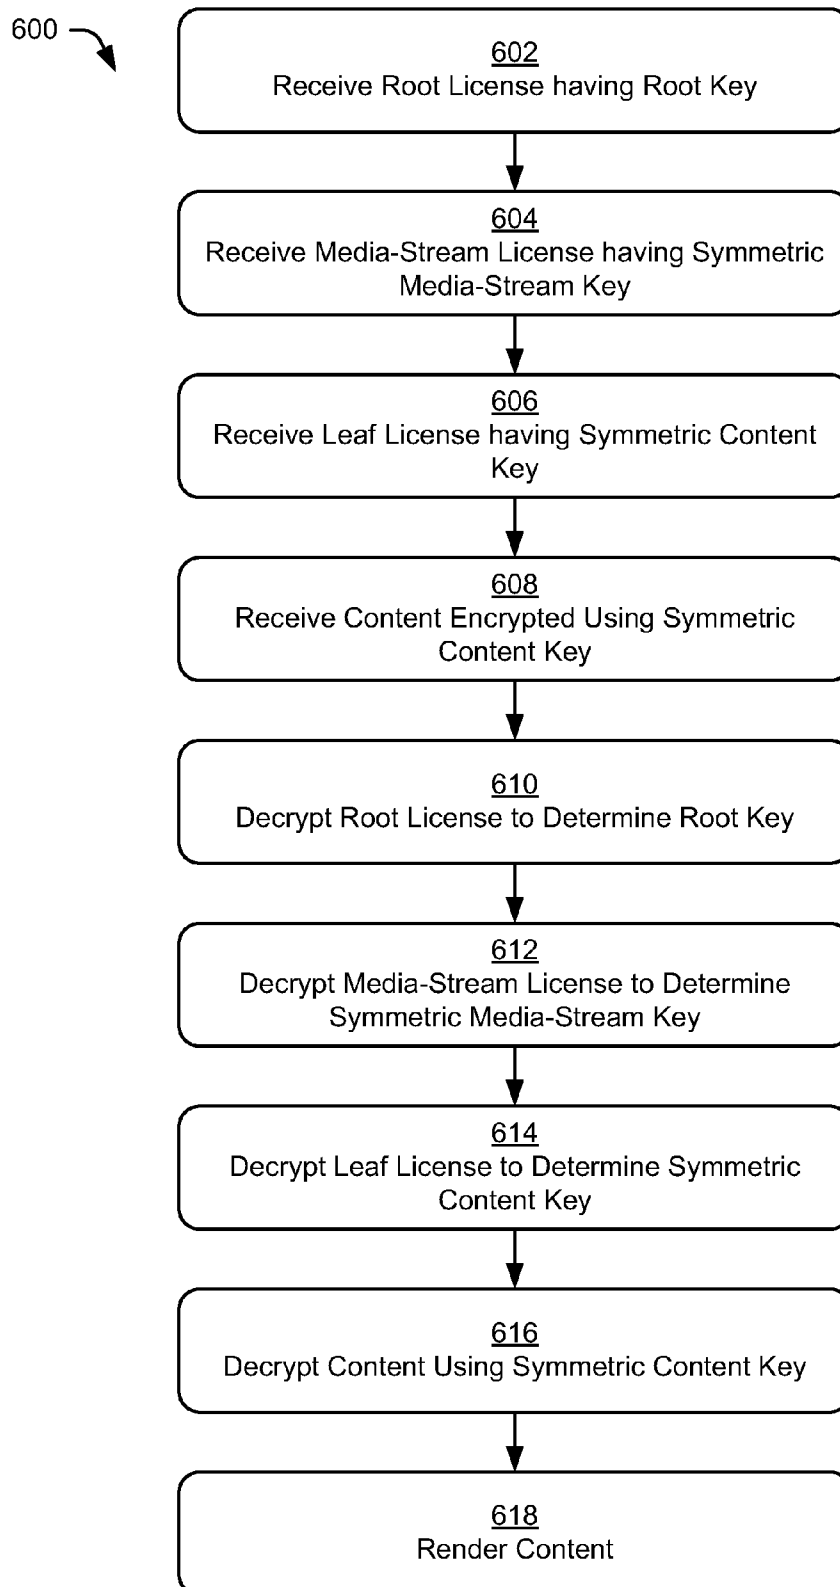 600
602
Receive Root License having Root Key
604
Receive Media-Stream License having Symmetric
Media-Stream Key
606
Receive Leaf License having Symmetric Content
Key
608
Receive Content Encrypted Using Symmetric
Content Key
610
Decrypt Root License to Determine Root Key
612
Decrypt Media-Stream License to Determine
Symmetric Media-Stream Key
614
Decrypt Leaf License to Determine Symmetric
Content Key
616
Decrypt Content Using Symmetric Content Key
618
Render Content